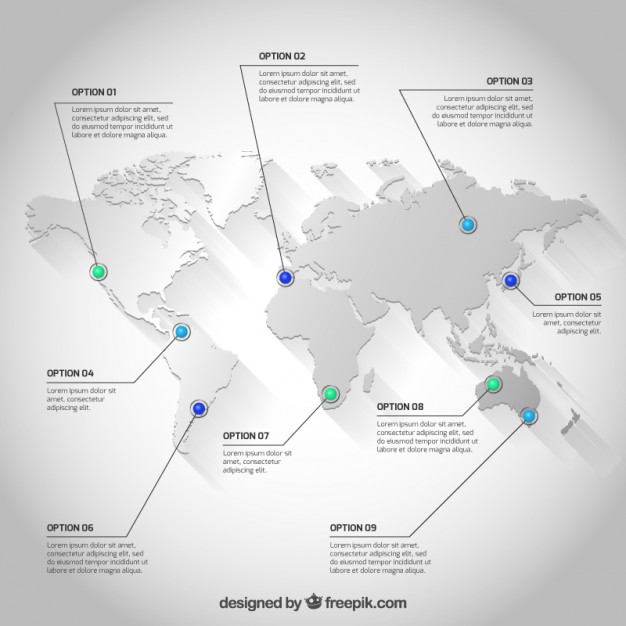 OPTION 01
Lorem ipsum dolor sit amet,
consectetur adipiscing elit, sed
do eiusmod tempor incididunt ut
labore et dolore magna aliqua.
OPTION 02
Lorem ipsum dolor sit amet,
consectetur adipiscing elit, sed
do eiusmod tempor incididunt ut
labore et dolore magna aliqua.
OPTION 03
Lorem ipsum dolor sit amet,
consectetur adipiscing elit, sed
do eiusmod tempor incididunt ut
labore et dolore magna aliqua.
OPTION 05
Lorem ipsum dolor sit
amet, consectetur
adipiscing elit.
OPTION 04
Lorem ipsum dolor sit
amet, consectetur adipiscing
elit.
OPTION 08
Lorem ipsum dolor sit amet,
consectetur adipiscing elit, sed
do eiusmod tempor incididunt ut
labore et dolore magna aliqua.
OPTION 07
Lorem ipsum dolor sit
amet, consectetur
adipiscing elit.
OPTION 06
Lorem ipsum dolor sit amet,
consectetur adipiscing elit, sed
do eiusmod tempor incididunt ut
labore et dolore magna aliqua.
OPTION 09
Lorem ipsum dolor sit amet,
consectetur adipiscing elit, sed
do eiusmod tempor incididunt ut
labore et dolore magna aliqua.
designed by freepik.com